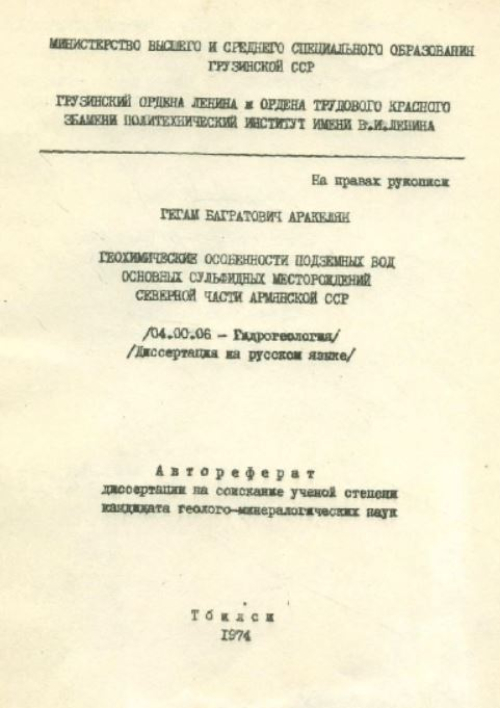 МИНИСТЕРСТВО ВЫСШЕГО И СРЕДНЕГО СПЕЦИАЛЬНОГО ОБРАЗОВАНИЯ
ГРУЗИНСКОЙ ССР
ГРУЗИНСКИЙ ОРДЕНА ЛЕНИНА и ОРДЕНА ТРУДОВОГО КРАСНОГО
ЗБАМЕНИ ПОЛИТЕХНИЧЕСКИЙ ИНСТИТУТ ИМЕНИ В.И.ЛЕНИНА
На правах рукописи
ГЕГАМ БАГРАТОВИЧ АРАКЕЛЯН
ГЕОХИМИЧЕСКИЕ ОСОБЕННОСТИ ПОДЗЕМНЫХ ВОД
ОСНОВНЫХ СУЛЬФИДНЫХ МЕСТОРОЖДЕНИЙ
СЕВЕРНОЙ ЧАСТИ АРМЯНСКОЙ ССР
/04.00.06 - Гидрогеология/
/Диссертация на русском языке/
Автореферат
диссертации на соискание ученой степени
кандидата геолого-минералогических наук
Тбилси
1974